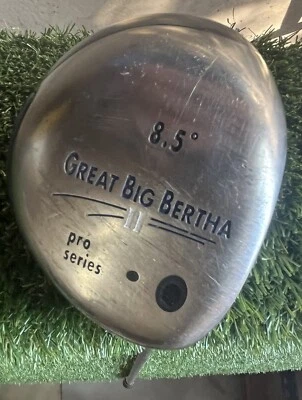 8.5°
GREAT BIG BERTHA
II
pro
series